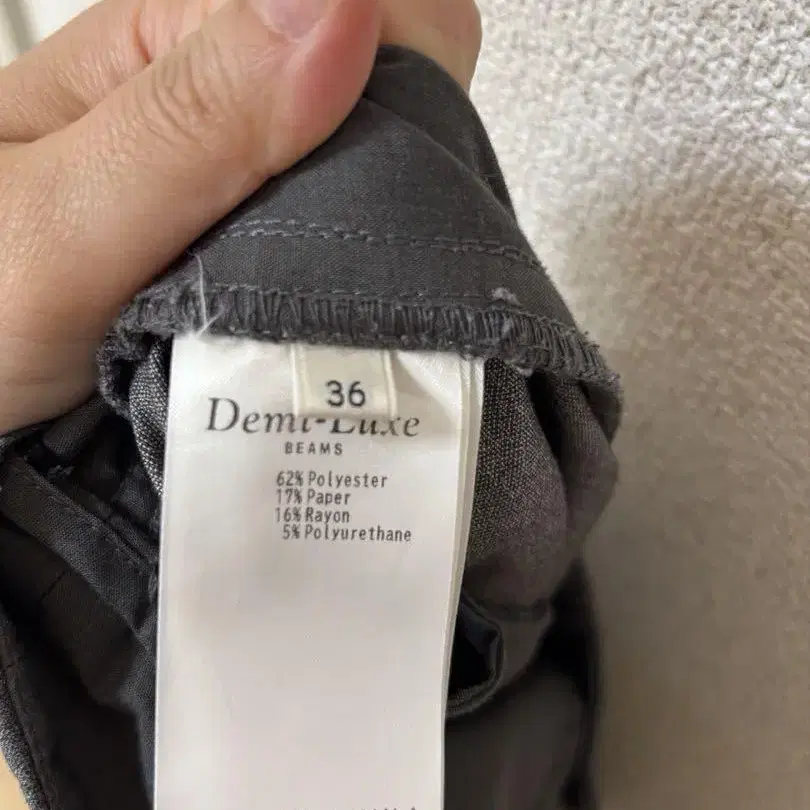 36
Demi-Luxe
BEAMS
62% Polyester
17% Paper
16% Rayon
5% Polyurethane